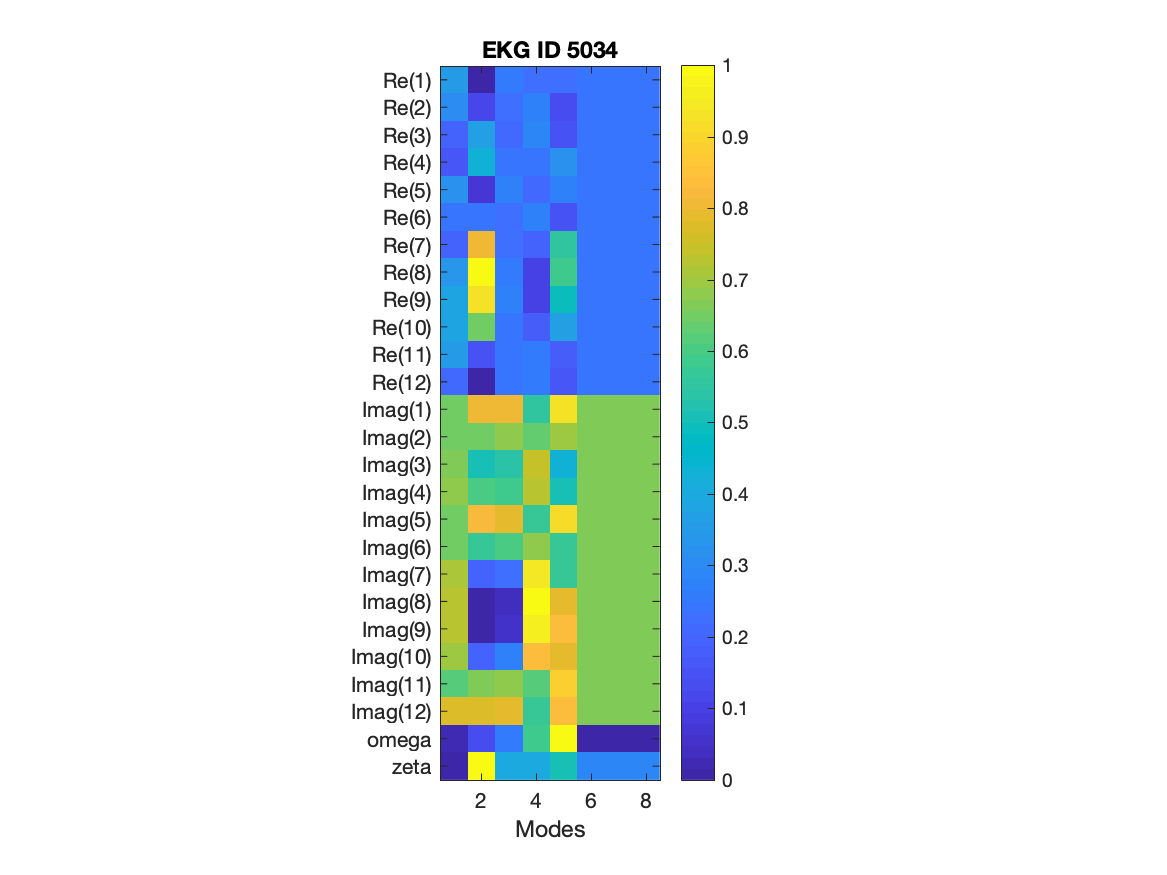 EKG ID 5034
Re(1)
Re(2)
Re(3)
Re(4)
Re(5)
Re(6)
Re(7)
Re(8)
Re(9)
Re(10)
Re(11)
Re(12)
Imag(1)
Imag(2)
Imag(3)
Imag(4)
Imag(5)
Imag(6)
Imag(7)
Imag(8)
Imag(9)
Imag(10)
Imag(11)
Imag(12)
omega
zeta
2 4 6 8
Modes
1
0.9
0.8
0.7
0.6
0.5
0.4
0.3
0.2
0.1
0